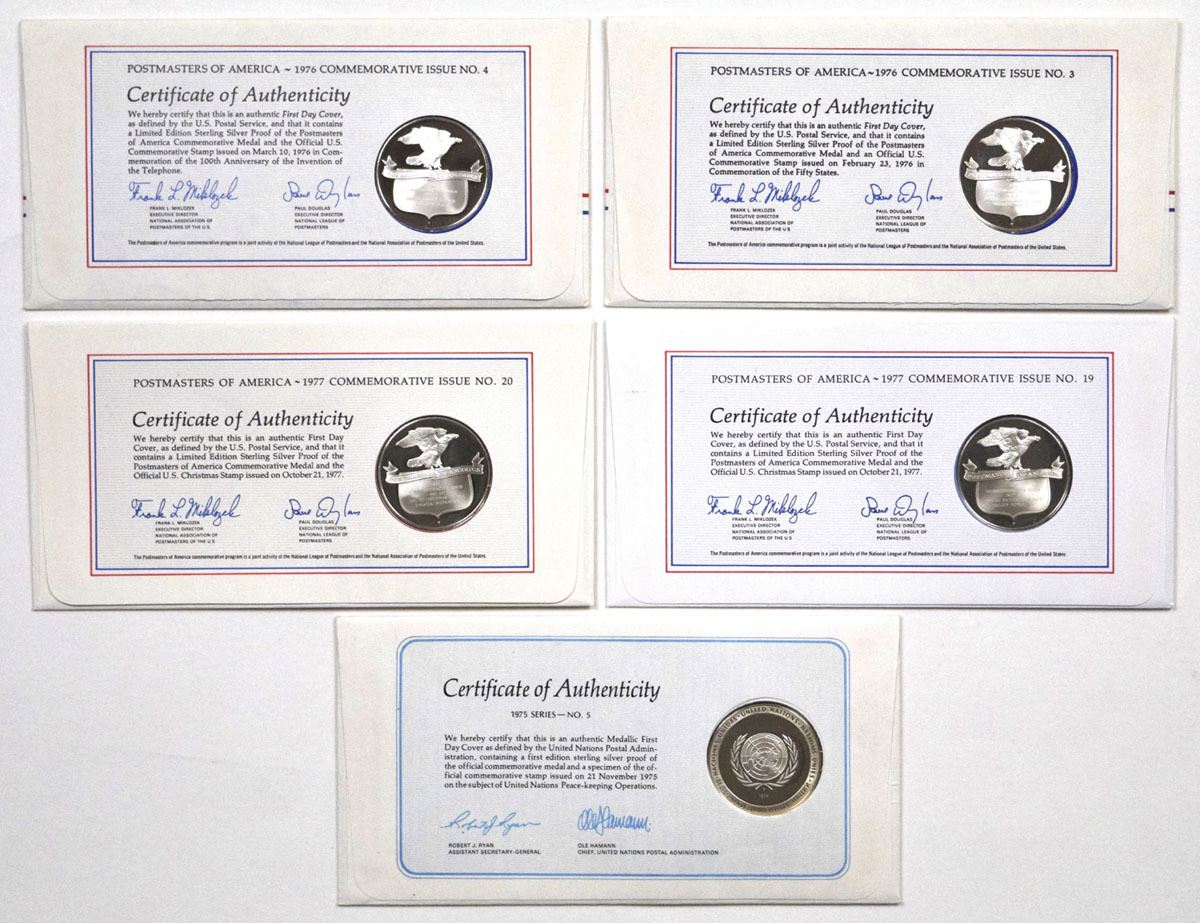 POSTMASTERS OF AMERICA ~ 1976 COMMEMORATIVE ISSUE NO. 4
Certificate of Authenticity
We hereby certify that this is an authentic First Day Cover,
as defined by the U.S. Postal Service, and that it contains
a Limited Edition Sterling Silver Proof of the Postmasters
of America Commemorative Medal and the Official U.S.
Commemorative Stamp issued on March 10, 1976 in Com-
memoration of the 100th Anniversary of the Invention of
the Telephone.
Frank L. Miklozek
FRANK L. MIKLOZEK
EXECUTIVE DIRECTOR
NATIONAL ASSOCIATION OF
POSTMASTERS OF THE U.S.
PAUL DOUGLAS
EXECUTIVE DIRECTOR
NATIONAL LEAGUE OF
POSTMASTERS
The Postmasters of America commemorative program is a joint activity of the National League of Postmasters and the National Association of Postmasters of the United States.
POSTMASTERS OF AMERICA ~ 1976 COMMEMORATIVE ISSUE NO. 3
Certificate of Authenticity
We hereby certify that this is an authentic First Day Cover,
as defined by the U.S. Postal Service, and that it contains
a Limited Edition Sterling Silver Proof of the Postmasters
of America Commemorative Medal and an Official U.S.
Commemorative Stamp issued on February 23, 1976 in
Commemoration of the Fifty States.
Frank L. Miklozek
FRANK L. MIKLOZEK
EXECUTIVE DIRECTOR
NATIONAL ASSOCIATION OF
POSTMASTERS OF THE U.S
PAUL DOUGLAS
EXECUTIVE DIRECTOR
NATIONAL LEAGUE OF
POSTMASTERS
The Postmasters of America commemorative program is a joint activity of the National League of Postmasters and the National Association of Postmasters of the United States.
POSTMASTERS OF AMERICA ~ 1977 COMMEMORATIVE ISSUE NO. 20
Certificate of Authenticity
We hereby certify that this is an authentic First Day
Cover, as defined by the U.S. Postal Service, and that it
contains a Limited Edition Sterling Silver Proof of the
Postmasters of America Commemorative Medal and the
Official U.S. Christmas Stamp issued on October 21, 1977.
Frank L. Miklozek
FRANK L MIKLOZEK
EXECUTIVE DIRECTOR
NATIONAL ASSOCIATION OF
POSTMASTERS OF THE U.S
PAUL DOUGLAS
EXECUTIVE DIRECTOR
NATIONAL LEAGUE OF
POSTMASTERS
The Postmasters of America commemorative program is a joint activity of the National League of Postmasters and the National Association of Postmasters of the United States
POSTMASTERS OF AMERICA ~ 1977 COMMEMORATIVE ISSUE NO. 19
Certificate of Authenticity
We hereby certify that this is an authentic First Day
Cover, as defined by the U.S. Postal Service, and that it
contains a Limited Edition Sterling Silver Proof of the
Postmasters of America Commemorative Medal and the
Official U.S. Christmas Stamp issued on October 21, 1977.
Frank L. Miklozek
FRANK L MIKLOZEK
EXECUTIVE DIRECTOR
NATIONAL ASSOCIATION OF
POSTMASTERS OF THE U.S
PAUL DOUGLAS
EXECUTIVE DIRECTOR
NATIONAL LEAGUE OF
POSTMASTERS
The Postmasters of America commemorative program is a joint activity of the National League of Postmasters and the National Association of Postmasters of the United States
Certificate of Authenticity
1975 SERIES — NO. 5
We hereby certify that this is an authentic Medallic First
Day Cover as defined by the United Nations Postal Admin-
istration, containing a first edition sterling silver proof of
the official commemorative medal and a specimen of the of-
ficial commemorative stamp issued on 21 November 1975
on the subject of United Nations Peace-keeping Operations.
UNITED NATIONS
NATIONS UNIES
NACIONES UNIDAS
1975
Robert J. Ryan
ROBERT J. RYAN
ASSISTANT SECRETARY-GENERAL
Ole Hamann
OLE HAMANN
CHIEF, UNITED NATIONS POSTAL ADMINISTRATION